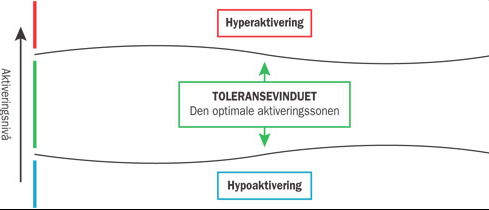 Hyperaktivering
Aktiveringsnivå
TOLERANSEVINDUET
Den optimale aktiveringssonen
Hypoaktivering